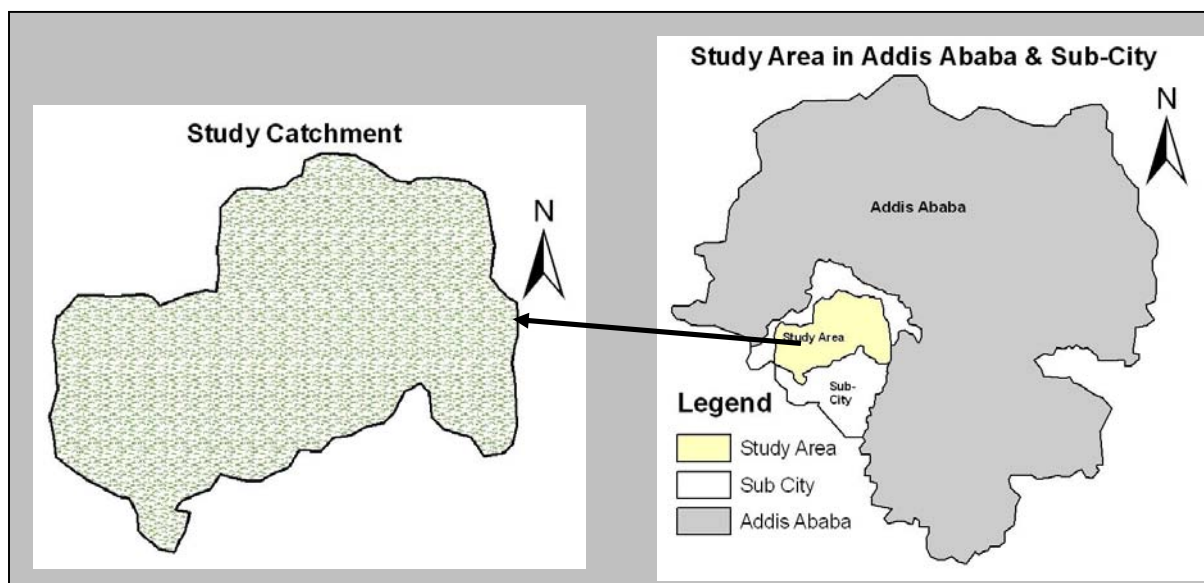 Study Catchment
N
Study Area in Addis Ababa & Sub-City
N
Addis Ababa
Study Area
Sub-
City
Legend
Study Area
Sub City
Addis Ababa